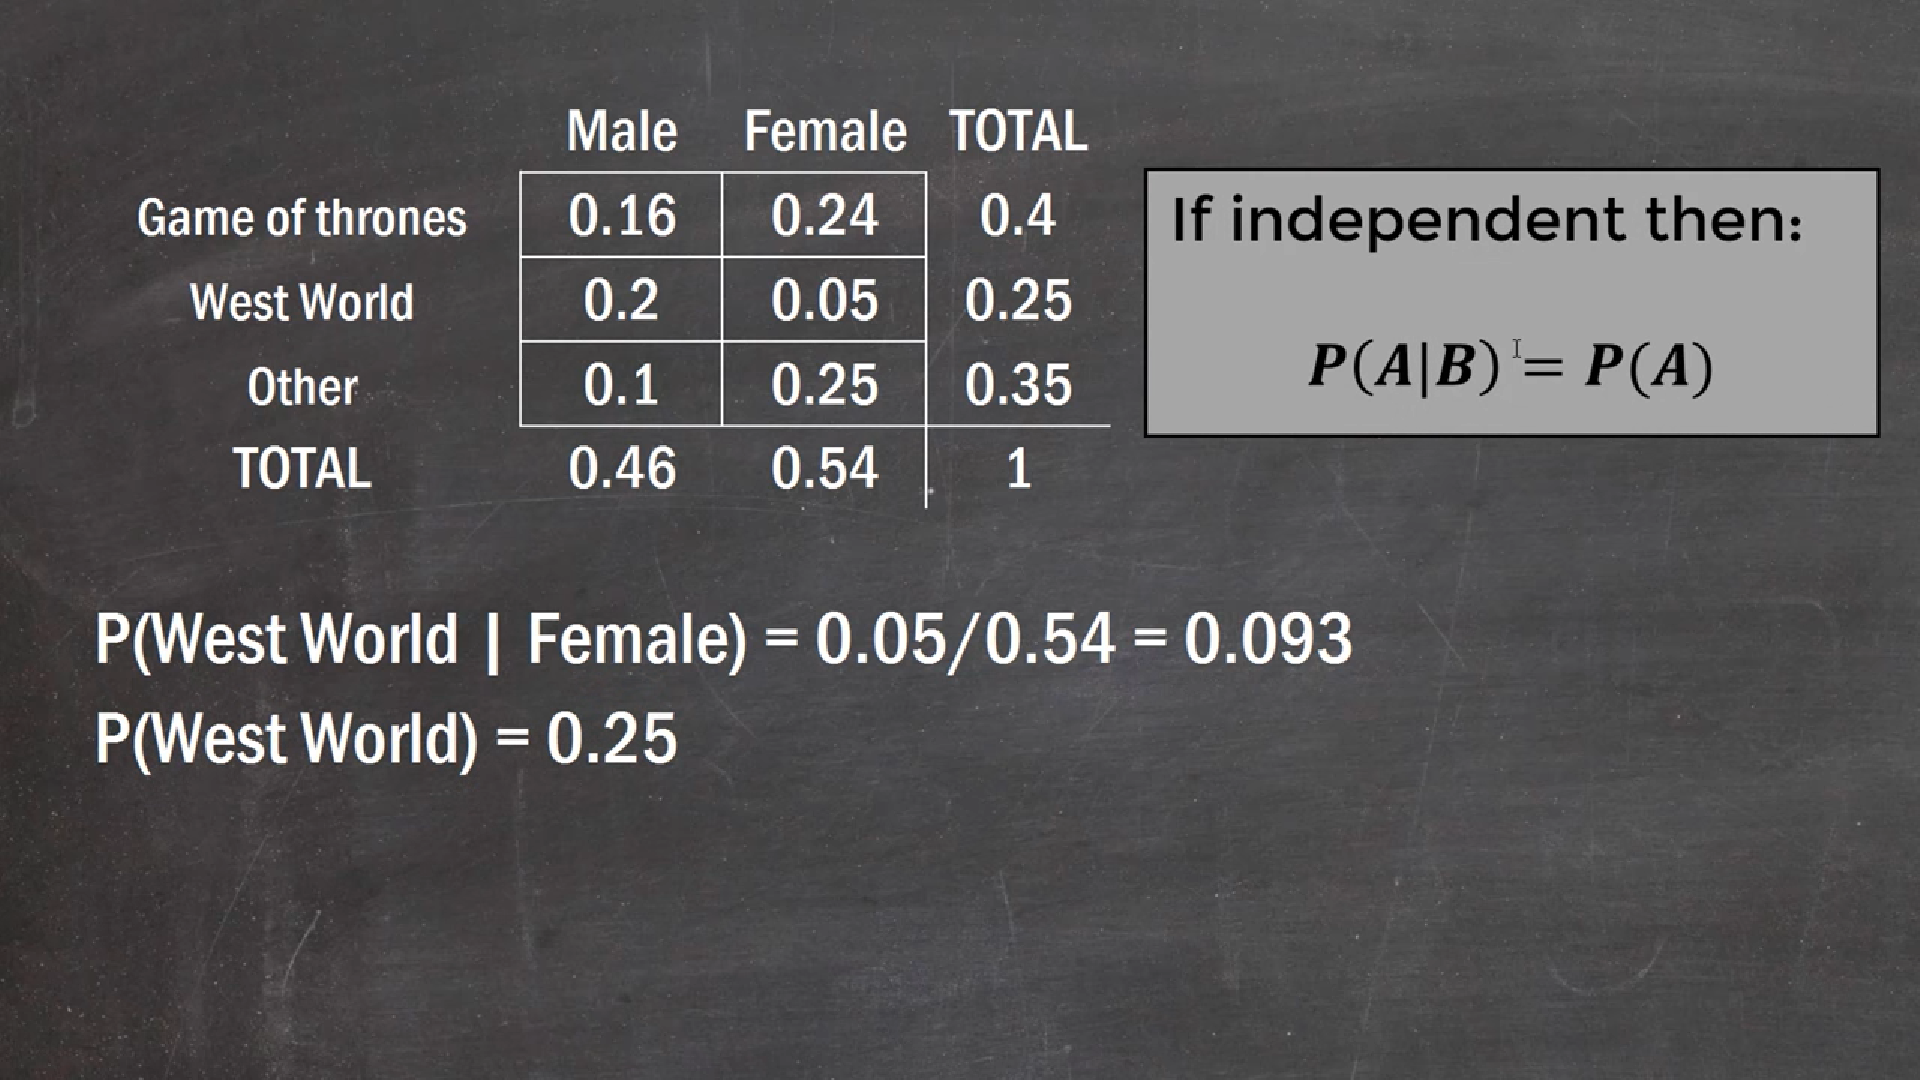 Male Female TOTAL
Game of thrones 0.16 0.24 0.4
West World 0.2 0.05 0.25
Other 0.1 0.25 0.35
TOTAL 0.46 0.54 1
If independent then:
P(A|B) = P(A)
P(West World | Female) = 0.05/0.54 = 0.093
P(West World) = 0.25